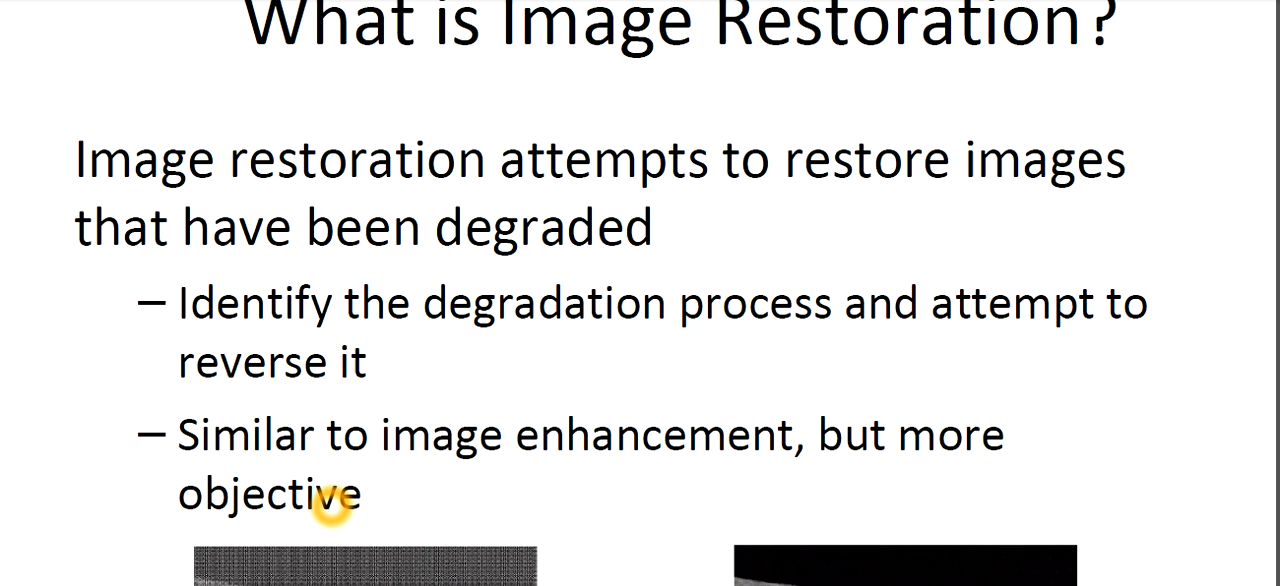 What is Image Restoration?
Image restoration attempts to restore images
that have been degraded
– Identify the degradation process and attempt to
reverse it
– Similar to image enhancement, but more
objective